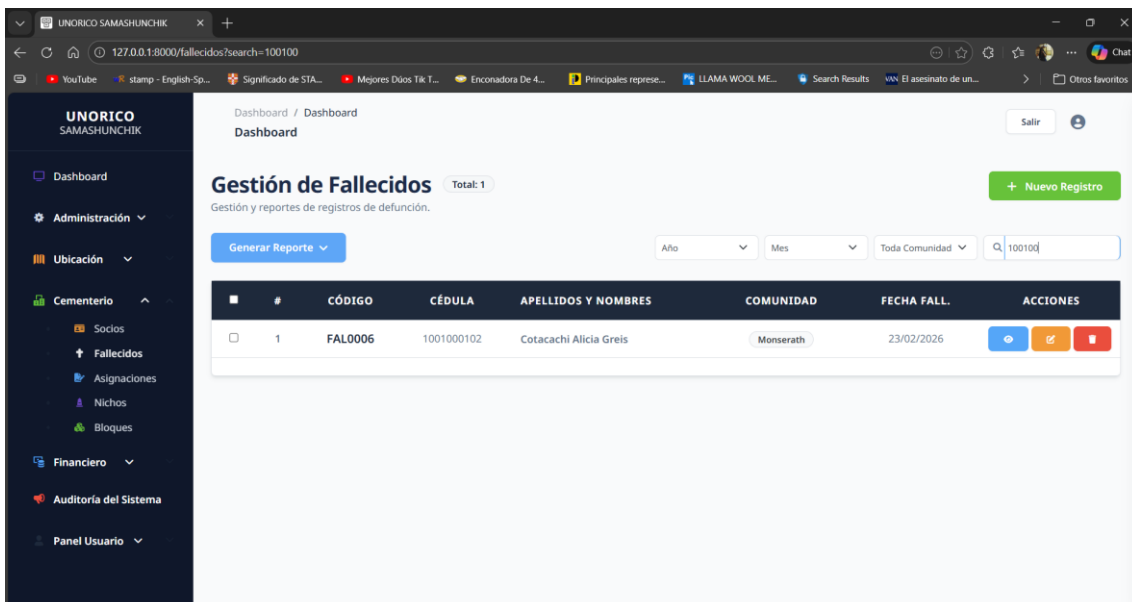 UNORICO SAMASHUNCHIK
127.0.0.1:8000/fallecidos?search=100100
Chat
YouTube
stamp - English-Sp...
Significado de STA...
Mejores Dúos Tik T...
Enconadora De 4...
Principales represe...
LLAMA WOOL ME...
Search Results
El asesinato de un...
Otros favoritos
UNORICO
SAMASHUNCHIK
Dashboard / Dashboard
Dashboard
Salir
Dashboard
Administración
Ubicación
Cementerio
Socios
Fallecidos
Asignaciones
Nichos
Bloques
Financiero
Auditoría del Sistema
Panel Usuario
Gestión de Fallecidos Total: 1
Gestión y reportes de registros de defunción.
+ Nuevo Registro
Generar Reporte
Año
Mes
Toda Comunidad
100100
# CÓDIGO CÉDULA APELLIDOS Y NOMBRES COMUNIDAD FECHA FALL. ACCIONES
1 FAL0006 1001000102 Cotacachi Alicia Greis Monserath 23/02/2026